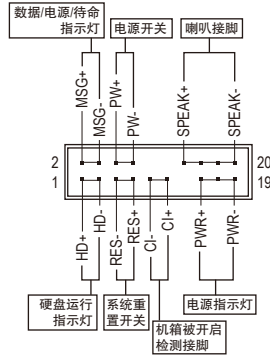 数据/电源/待命
指示灯
电源开关
喇叭接脚
MSG+
MSG-
PW+
PW-
SPEAK+
SPEAK-
2
20
1
19
HD+
HD-
RES-
RES+
CI-
CI+
PWR+
PWR-
硬盘运行
指示灯
系统重
置开关
电源指示灯
机箱被开启
检测接脚